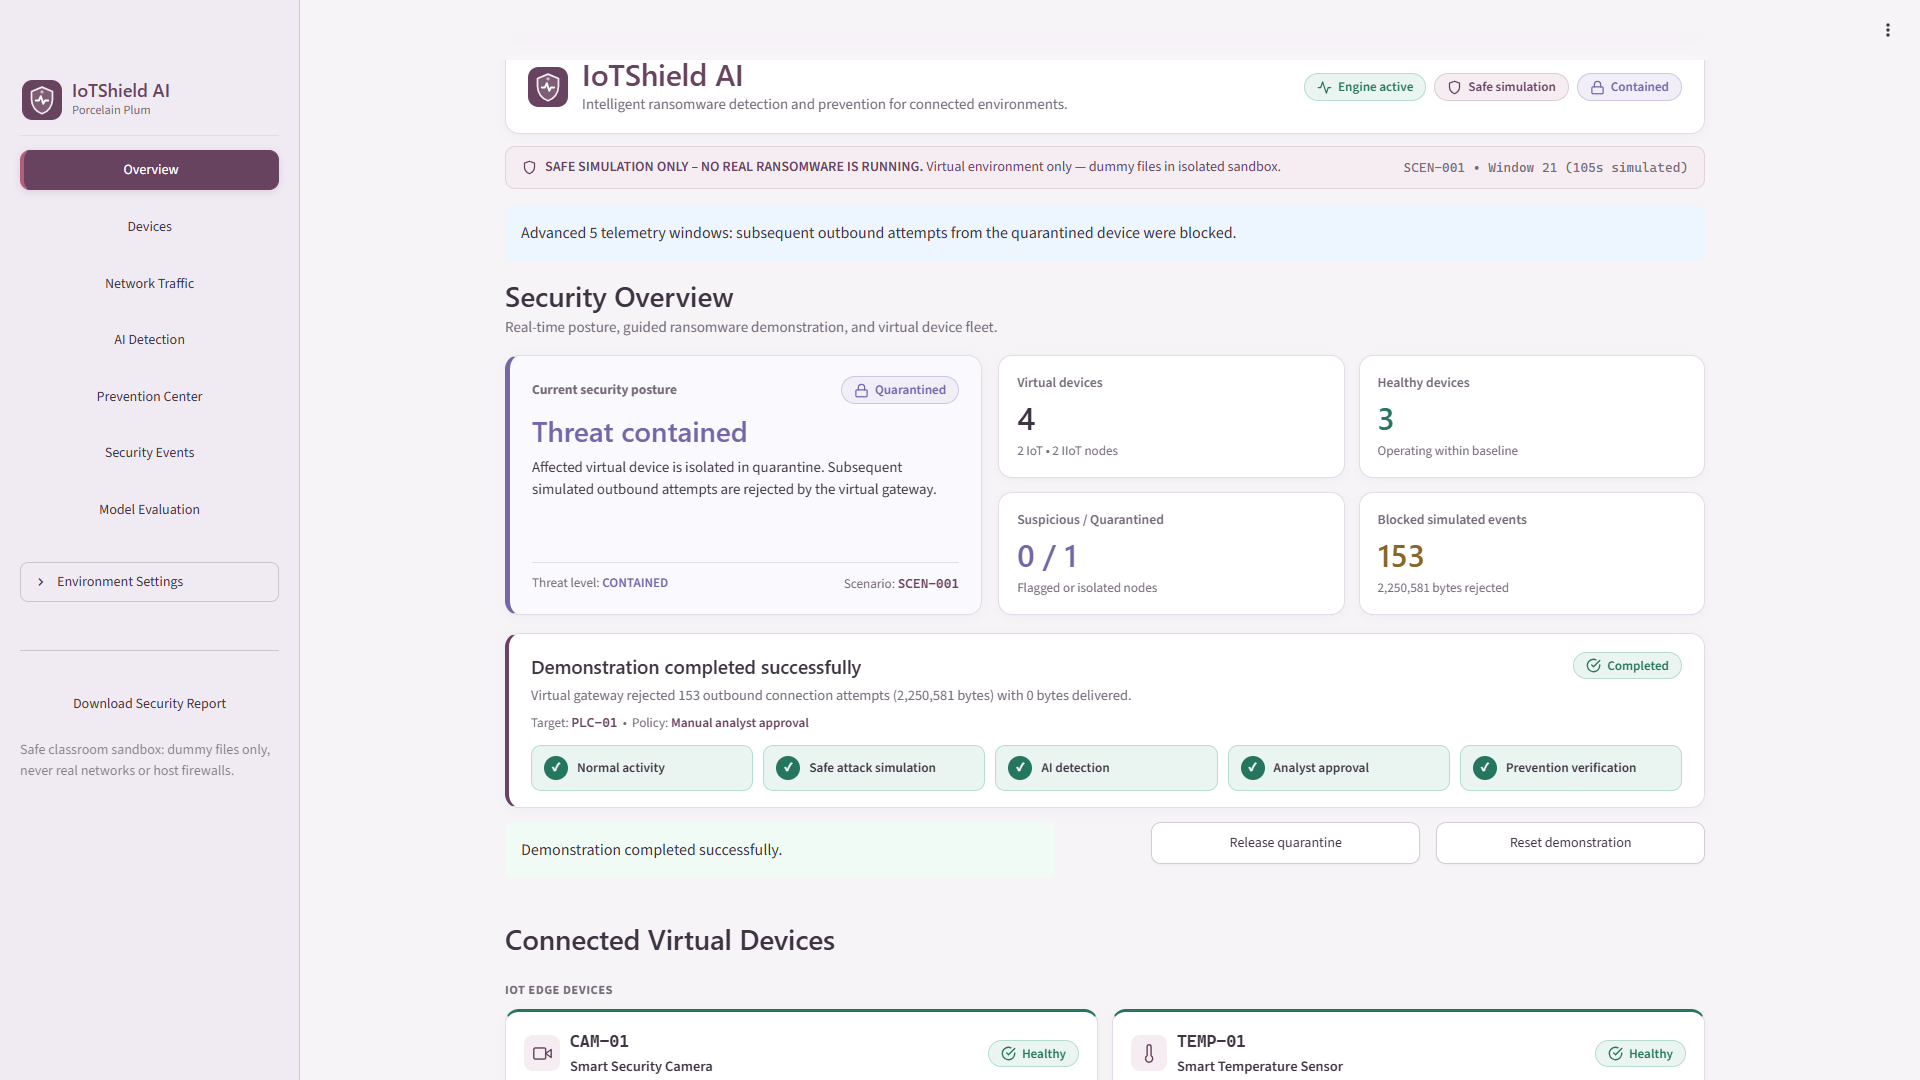 IoTShield AI
Porcelain Plum
Overview
Devices
Network Traffic
AI Detection
Prevention Center
Security Events
Model Evaluation
Environment Settings
Download Security Report
Safe classroom sandbox: dummy files only,
never real networks or host firewalls.
IoTShield AI
Intelligent ransomware detection and prevention for connected environments.
Engine active
Safe simulation
Contained
SAFE SIMULATION ONLY – NO REAL RANSOMWARE IS RUNNING. Virtual environment only — dummy files in isolated sandbox.
SCEN-001 • Window 21 (105s simulated)
Advanced 5 telemetry windows: subsequent outbound attempts from the quarantined device were blocked.
Security Overview
Real-time posture, guided ransomware demonstration, and virtual device fleet.
Current security posture
Quarantined
Threat contained
Affected virtual device is isolated in quarantine. Subsequent
simulated outbound attempts are rejected by the virtual gateway.
Threat level: CONTAINED
Scenario: SCEN-001
Virtual devices
4
2 IoT • 2 IIoT nodes
Healthy devices
3
Operating within baseline
Suspicious / Quarantined
0 / 1
Flagged or isolated nodes
Blocked simulated events
153
2,250,581 bytes rejected
Demonstration completed successfully
Completed
Virtual gateway rejected 153 outbound connection attempts (2,250,581 bytes) with 0 bytes delivered.
Target: PLC-01 • Policy: Manual analyst approval
Normal activity
Safe attack simulation
AI detection
Analyst approval
Prevention verification
Demonstration completed successfully.
Release quarantine
Reset demonstration
Connected Virtual Devices
IOT EDGE DEVICES
CAM-01
Smart Security Camera
Healthy
TEMP-01
Smart Temperature Sensor
Healthy